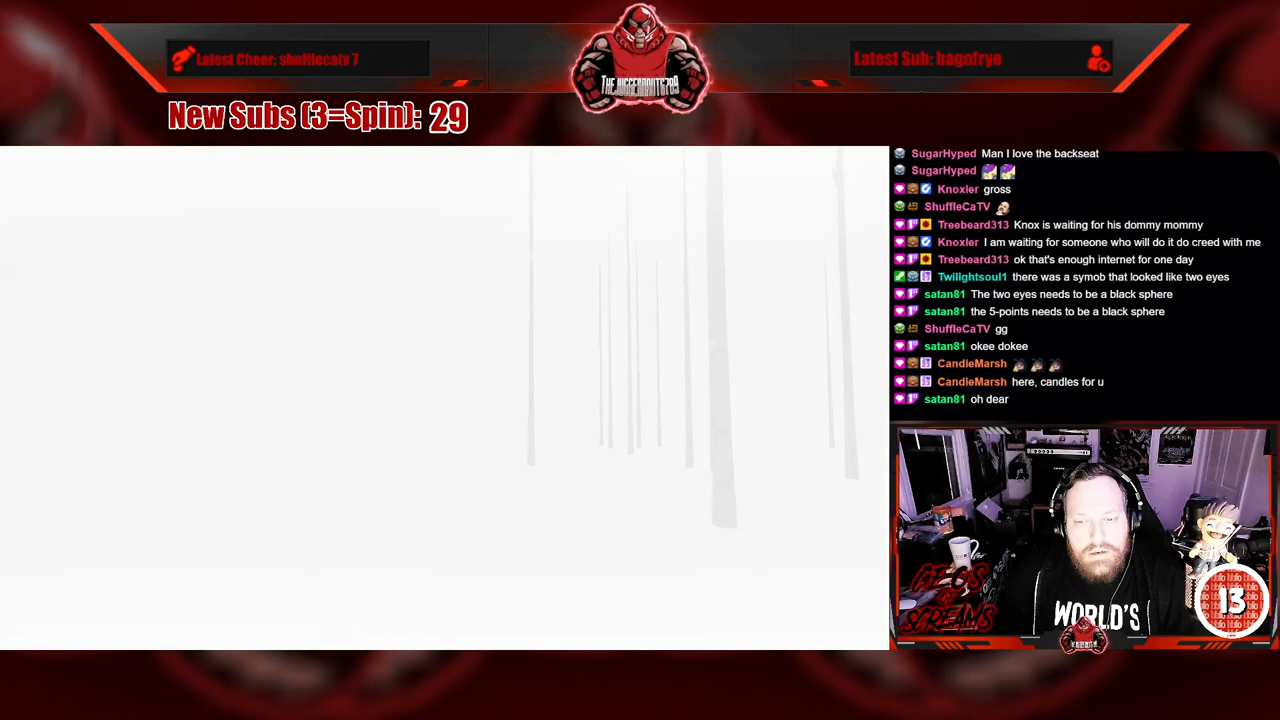 Latest Cheer: shufflecatv 7
THEJUGGERNAUT6789
Latest Sub: bagofrye
New Subs (3=Spin): 29
SugarHyped Man I love the backseat
SugarHyped
Knoxler gross
ShuffleCaTV
Treebeard313 Knox is waiting for his dommy mommy
Knoxler I am waiting for someone who will do it do creed with me
Treebeard313 ok that's enough internet for one day
Twilightsoul1 there was a symob that looked like two eyes
satan81 The two eyes needs to be a black sphere
satan81 the 5-points needs to be a black sphere
ShuffleCaTV gg
satan81 okee dokee
CandieMarsh
CandieMarsh here, candles for u
satan81 oh dear
AEGIS
OF
SCREAMS
WORLD'S
13